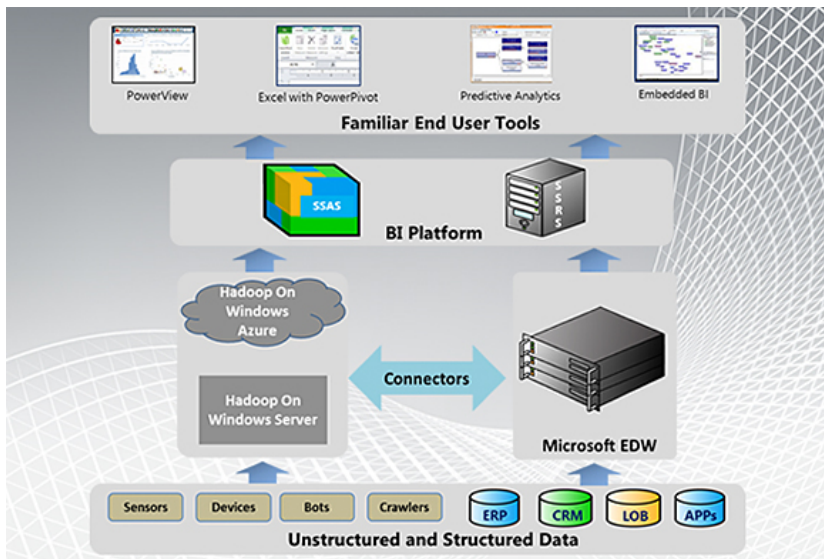 PowerView
Excel with PowerPivot
Predictive Analytics
Embedded BI
Familiar End User Tools
SSAS
SSRS
BI Platform
Hadoop On
Windows
Azure
Hadoop On
Windows Server
Connectors
Microsoft EDW
Sensors
Devices
Bots
Crawlers
ERP
CRM
LOB
APPs
Unstructured and Structured Data